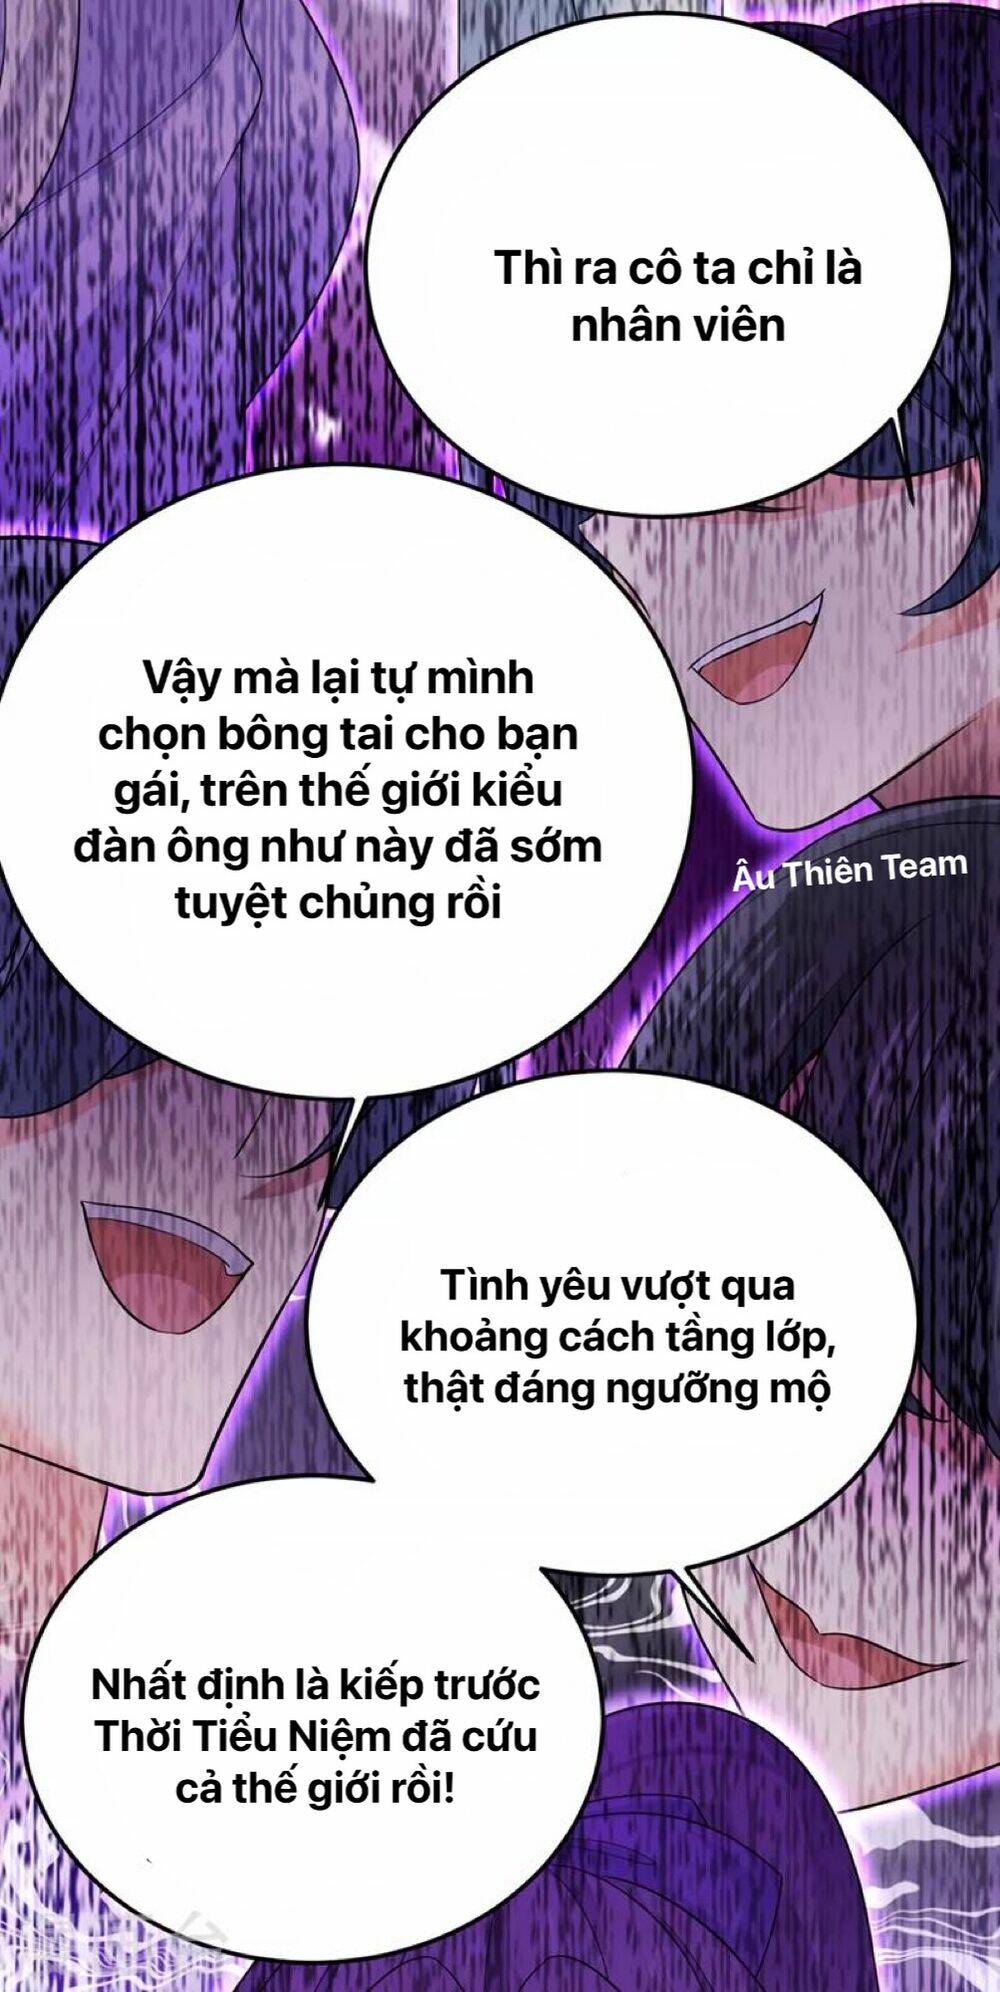 Thì ra cô ta chỉ là
nhân viên
Vậy mà lại tự mình
chọn bông tai cho bạn
gái, trên thế giới kiểu
đàn ông như này đã sớm
tuyệt chủng rồi
Âu Thiên Team
Tình yêu vượt qua
khoảng cách tầng lớp,
thật đáng ngưỡng mộ
Nhất định là kiếp trước
Thời Tiểu Niệm đã cứu
cả thế giới rồi!